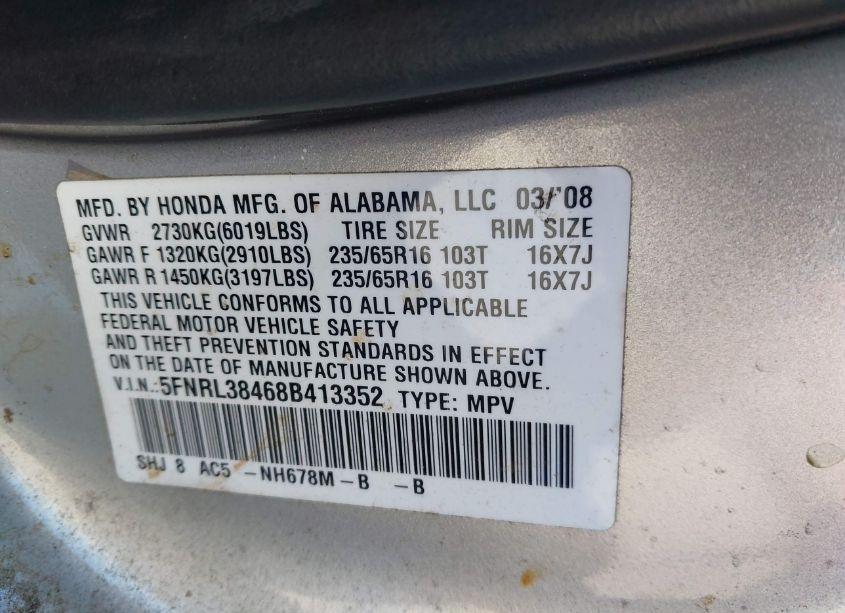 MFD. BY HONDA MFG. OF ALABAMA, LLC 03/'08
GVWR 2730KG(6019LBS) TIRE SIZE RIM SIZE
GAWR F 1320KG(2910LBS) 235/65R16 103T 16X7J
GAWR R 1450KG(3197LBS) 235/65R16 103T 16X7J
THIS VEHICLE CONFORMS TO ALL APPLICABLE
FEDERAL MOTOR VEHICLE SAFETY
AND THEFT PREVENTION STANDARDS IN EFFECT
ON THE DATE OF MANUFACTURE SHOWN ABOVE.
V.I.N.:5FNRL38468B413352 TYPE: MPV
SHJ 8 AC5 -NH678M-B -B